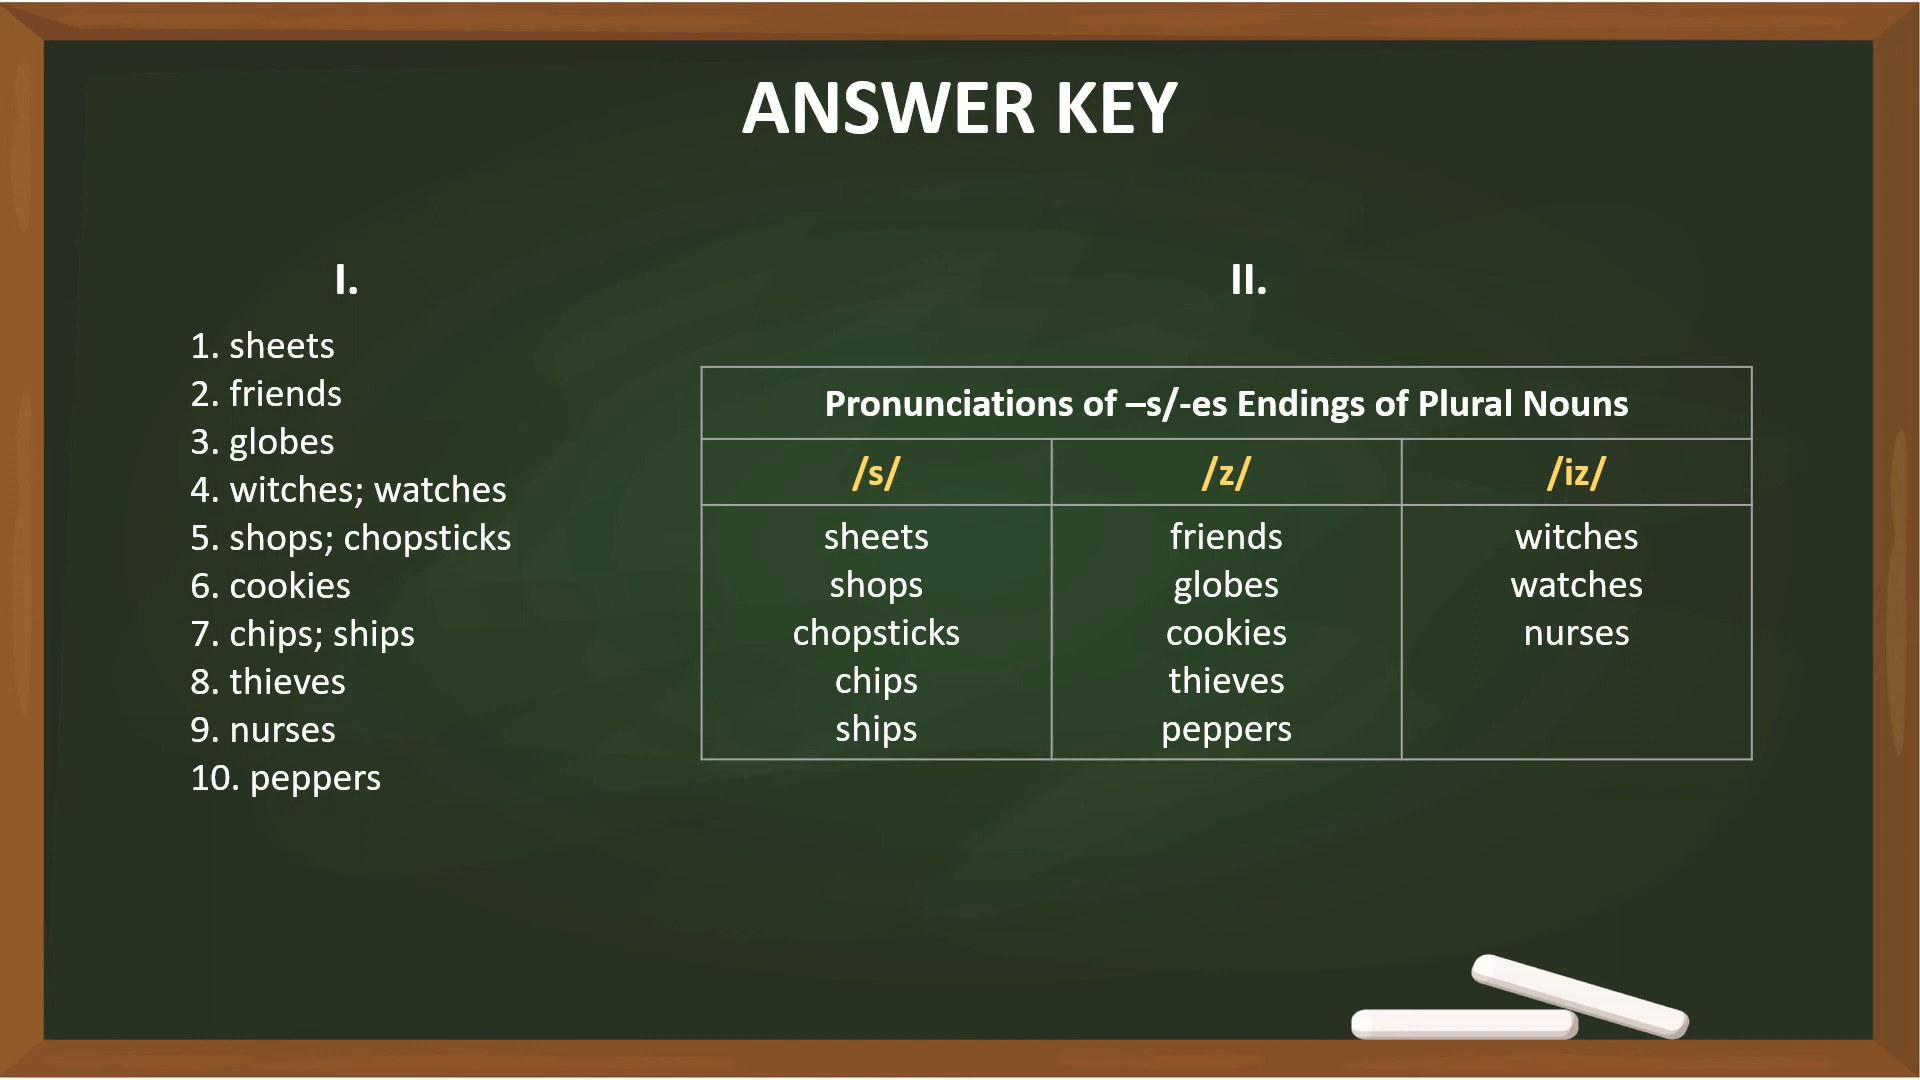 ANSWER KEY
I.
1. sheets
2. friends
3. globes
4. witches; watches
5. shops; chopsticks
6. cookies
7. chips; ships
8. thieves
9. nurses
10. peppers
II.
Pronunciations of –s/-es Endings of Plural Nouns
/s/ /z/ /iz/
sheets friends witches
shops globes watches
chopsticks cookies nurses
chips thieves
ships peppers